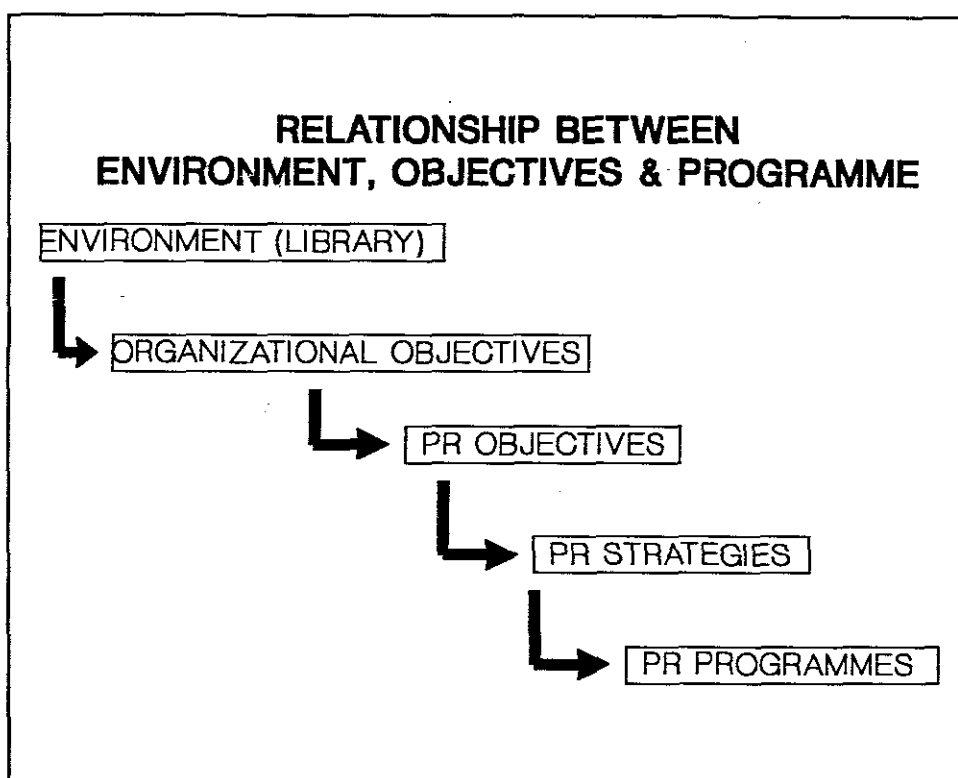 RELATIONSHIP BETWEEN
ENVIRONMENT, OBJECTIVES & PROGRAMME
ENVIRONMENT (LIBRARY)
ORGANIZATIONAL OBJECTIVES
PR OBJECTIVES
PR STRATEGIES
PR PROGRAMMES